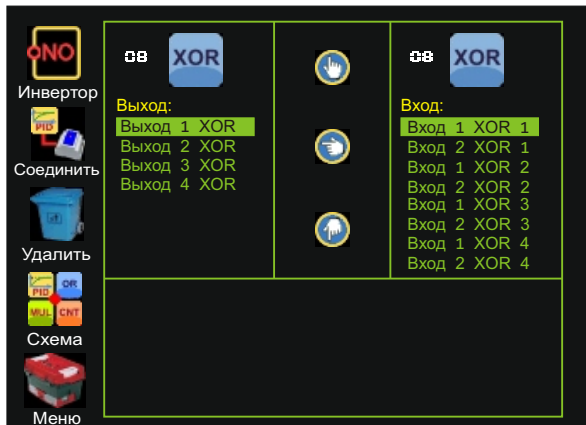 NO
Инвертор
PID
Соединить
Удалить
PID OR
MUL CNT
Схема
Меню
08 XOR
Выход:
Выход 1 XOR
Выход 2 XOR
Выход 3 XOR
Выход 4 XOR
08 XOR
Вход:
Вход 1 XOR 1
Вход 2 XOR 1
Вход 1 XOR 2
Вход 2 XOR 2
Вход 1 XOR 3
Вход 2 XOR 3
Вход 1 XOR 4
Вход 2 XOR 4